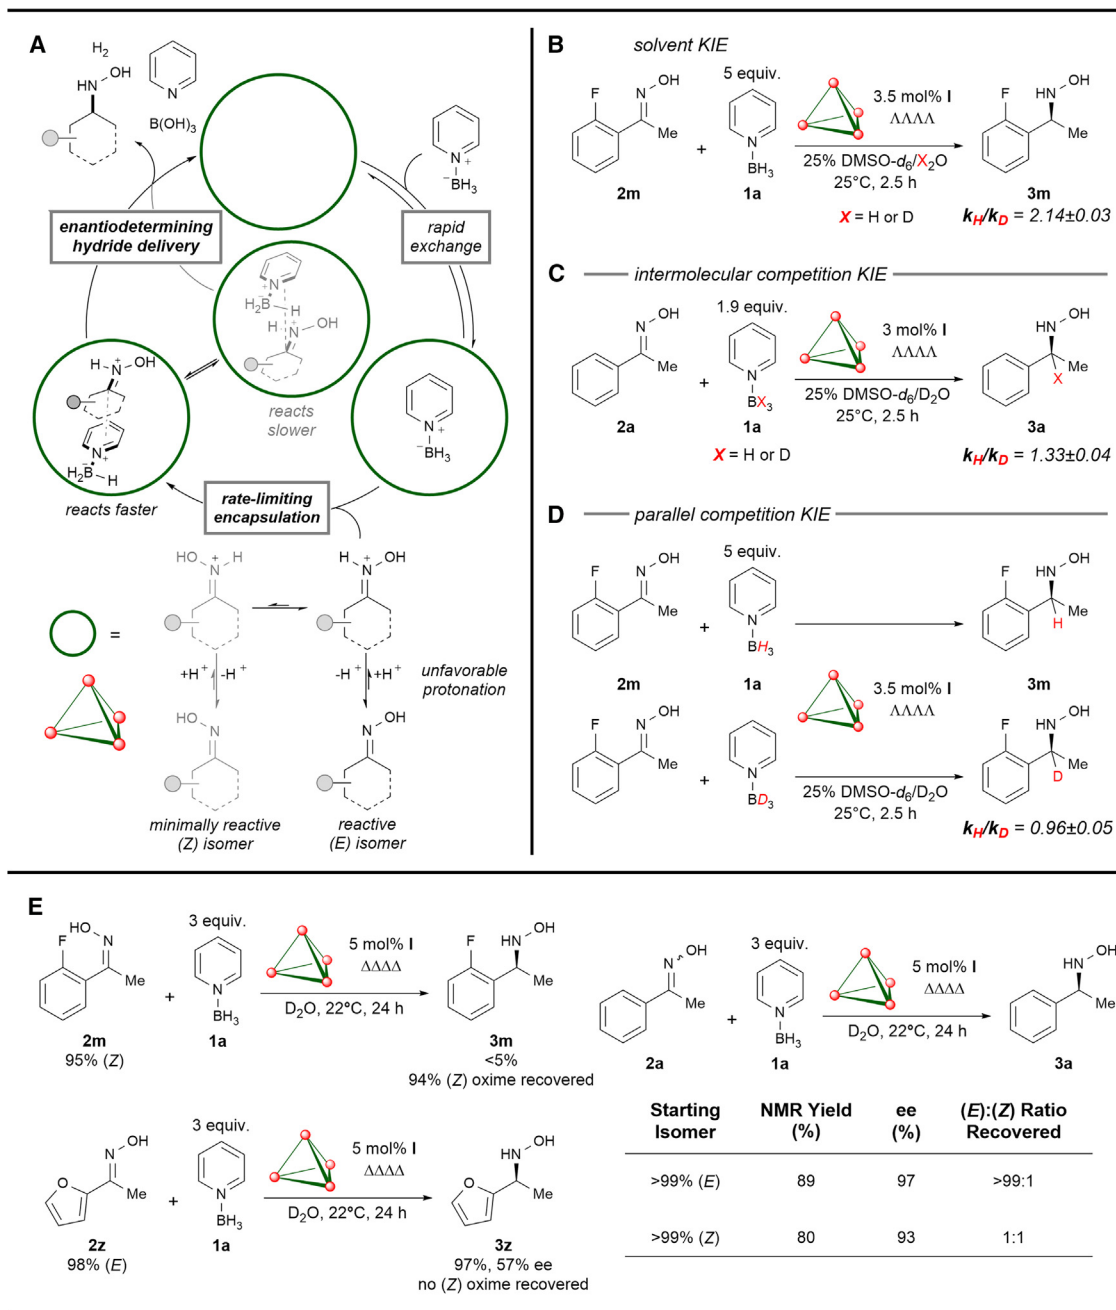 A
H2
HN
OH
N
B(OH)3
N
+
−
BH3
enantiodetermining
hydride delivery
rapid
exchange
N
+
−
H2B
H
H
+
N
OH
reacts
slower
H
+
N
OH
N
+
−
H2B
H
reacts faster
N
+
−
BH3
rate-limiting
encapsulation
HO
+
H
N
H
+
OH
N
+H+
-H+
-H+
+H+
unfavorable
protonation
=
HO
N
OH
N
minimally reactive
(Z) isomer
reactive
(E) isomer
B
solvent KIE
F
N
OH
Me
2m
+
5 equiv.
N
BH3
1a
3.5 mol% I
ΛΛΛΛ
25% DMSO-d6/X2O
25°C, 2.5 h
X = H or D
F
HN
OH
Me
3m
kH/kD = 2.14±0.03
C
intermolecular competition KIE
N
OH
Me
2a
+
1.9 equiv.
N
BX3
1a
X = H or D
3 mol% I
ΛΛΛΛ
25% DMSO-d6/D2O
25°C, 2.5 h
HN
OH
Me
X
3a
kH/kD = 1.33±0.04
D
parallel competition KIE
F
N
OH
Me
2m
+
5 equiv.
N
BH3
1a
F
HN
OH
Me
H
3m
3.5 mol% I
ΛΛΛΛ
F
N
OH
Me
+
N
BD3
25% DMSO-d6/D2O
25°C, 2.5 h
F
HN
OH
Me
D
kH/kD = 0.96±0.05
E
HO
N
F
Me
2m
95% (Z)
+
3 equiv.
N
BH3
1a
5 mol% I
ΔΔΔΔ
D2O, 22°C, 24 h
F
HN
OH
Me
3m
<5%
94% (Z) oxime recovered
N
OH
O
Me
2z
98% (E)
+
3 equiv.
N
BH3
1a
5 mol% I
ΔΔΔΔ
D2O, 22°C, 24 h
HN
OH
O
Me
3z
97%, 57% ee
no (Z) oxime recovered
N
OH
Me
2a
+
3 equiv.
N
BH3
1a
5 mol% I
ΔΔΔΔ
D2O, 22°C, 24 h
HN
OH
Me
3a
Starting NMR Yield ee (E):(Z) Ratio
Isomer (%) (%) Recovered
>99% (E) 89 97 >99:1
>99% (Z) 80 93 1:1